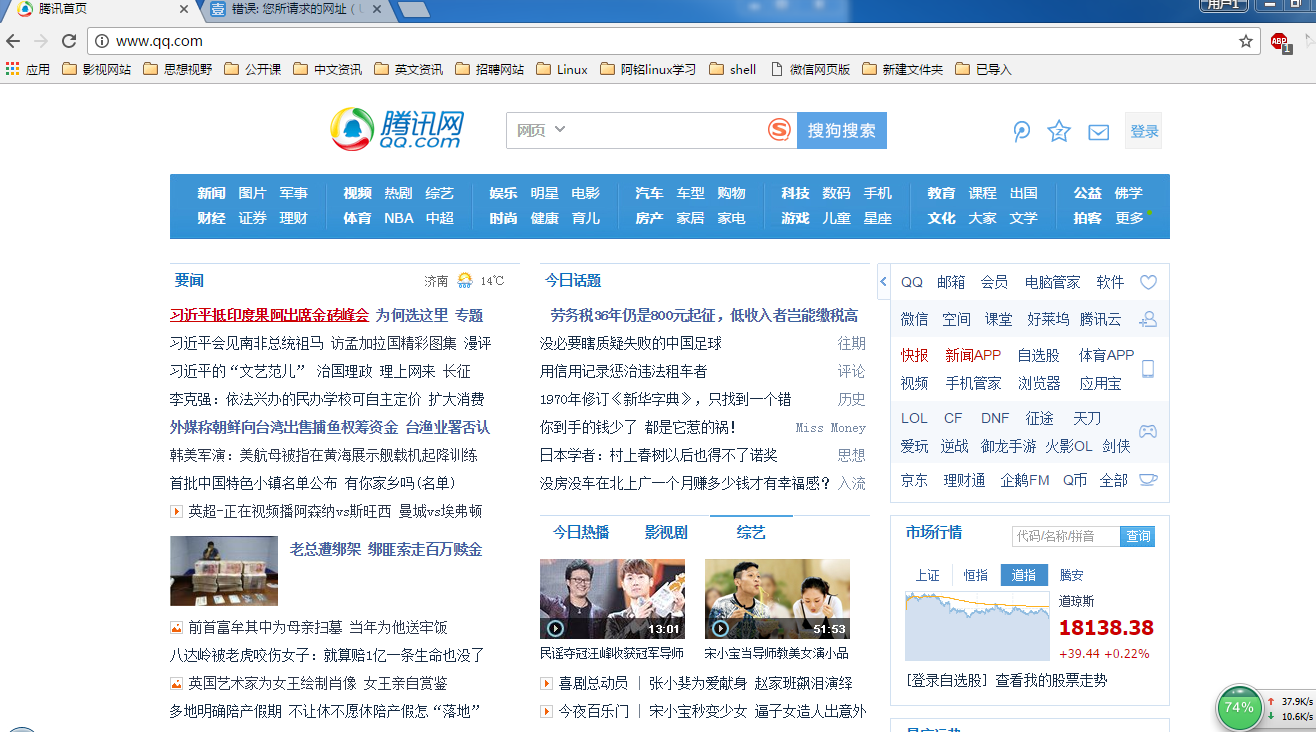 腾讯首页
错误: 您所请求的网址（
用户1
www.qq.com
ABP 1
应用 影视网站 思想视野 公开课 中文资讯 英文资讯 招聘网站 Linux 阿铭linux学习 shell 微信网页版 新建文件夹 已导入
腾讯网
QQ.com
网页
搜狗搜索
登录
新闻 图片 军事 视频 热剧 综艺 娱乐 明星 电影 汽车 车型 购物 科技 数码 手机 教育 课程 出国 公益 佛学
财经 证券 理财 体育 NBA 中超 时尚 健康 育儿 房产 家居 家电 游戏 儿童 星座 文化 大家 文学 拍客 更多
要闻 济南 14℃
习近平抵印度果阿出席金砖峰会 为何选这里 专题
习近平会见南非总统祖马 访孟加拉国精彩图集 漫评
习近平的“文艺范儿” 治国理政 理上网来 长征
李克强：依法兴办的民办学校可自主定价 扩大消费
外媒称朝鲜向台湾出售捕鱼权筹资金 台渔业署否认
韩美军演：美航母被指在黄海展示舰载机起降训练
首批中国特色小镇名单公布 有你家乡吗(名单)
英超-正在视频播阿森纳vs斯旺西 曼城vs埃弗顿
老总遭绑架 绑匪索走百万赎金
前首富牟其中为母亲扫墓 当年为他送牢饭
八达岭被老虎咬伤女子：就算赔1亿一条生命也没了
英国艺术家为女王绘制肖像 女王亲自赏鉴
多地明确陪产假期 不让休不愿休陪产假怎“落地”
今日话题
劳务税36年仍是800元起征，低收入者岂能缴税高
没必要瞎质疑失败的中国足球 往期
用信用记录惩治违法租车者 评论
1970年修订《新华字典》，只找到一个错 历史
你到手的钱少了 都是它惹的祸！ Miss Money
日本学者：村上春树以后也得不了诺奖 思想
没房没车在北上广一个月赚多少钱才有幸福感？ 入流
今日热播 影视剧 综艺
13:01
51:53
民谣夺冠汪峰收获冠军导师 宋小宝当导师教美女演小品
喜剧总动员 | 张小斐为爱献身 赵家班飙泪演绎
今夜百乐门 | 宋小宝秒变少女 逼子女造人出意外
QQ 邮箱 会员 电脑管家 软件
微信 空间 课堂 好莱坞 腾讯云
快报 新闻APP 自选股 体育APP
视频 手机管家 浏览器 应用宝
LOL CF DNF 征途 天刀
爱玩 逆战 御龙手游 火影OL 剑侠
京东 理财通 企鹅FM Q币 全部
市场行情 代码/名称/拼音 查询
上证 恒指 道指 腾安
道琼斯
18138.38
+39.44 +0.22%
[登录自选股] 查看我的股票走势
74%
37.9K/s
10.6K/s